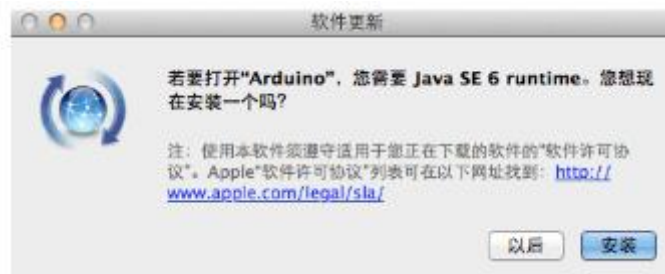 软件更新
若要打开“Arduino”，您需要 Java SE 6 runtime。您想现
在安装一个吗？
注：使用本软件须遵守适用于您正在下载的软件的“软件许可协
议”。Apple“软件许可协议”列表可在以下网址找到：http://
www.apple.com/legal/sla/
以后 安装